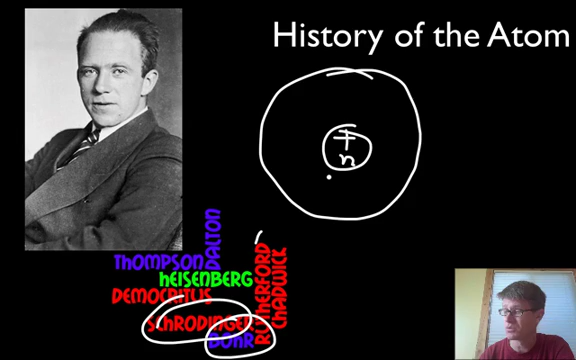 History of the Atom
+
n
DALTON
THOMPSON
HEISENBERG
DEMOCRITUS
SCHRODINGER
BOHR
RUTHERFORD
CHADWICK